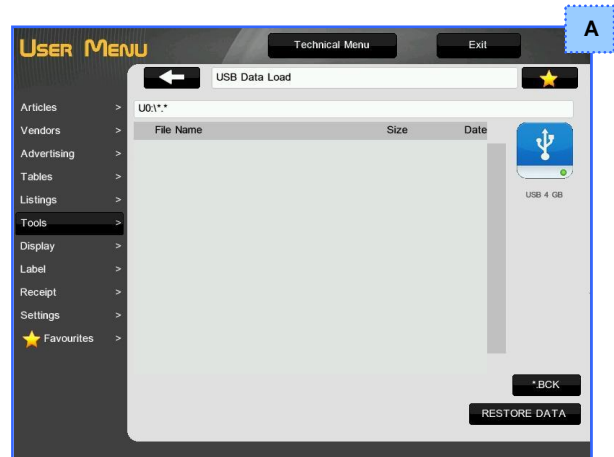 A
USER MENU
Technical Menu
Exit
USB Data Load
Articles >
U0:\*.*
Vendors >
File Name Size Date
Advertising >
Tables >
USB 4 GB
Listings >
Tools >
Display >
Label >
Receipt >
Settings >
Favourites >
*.BCK
RESTORE DATA